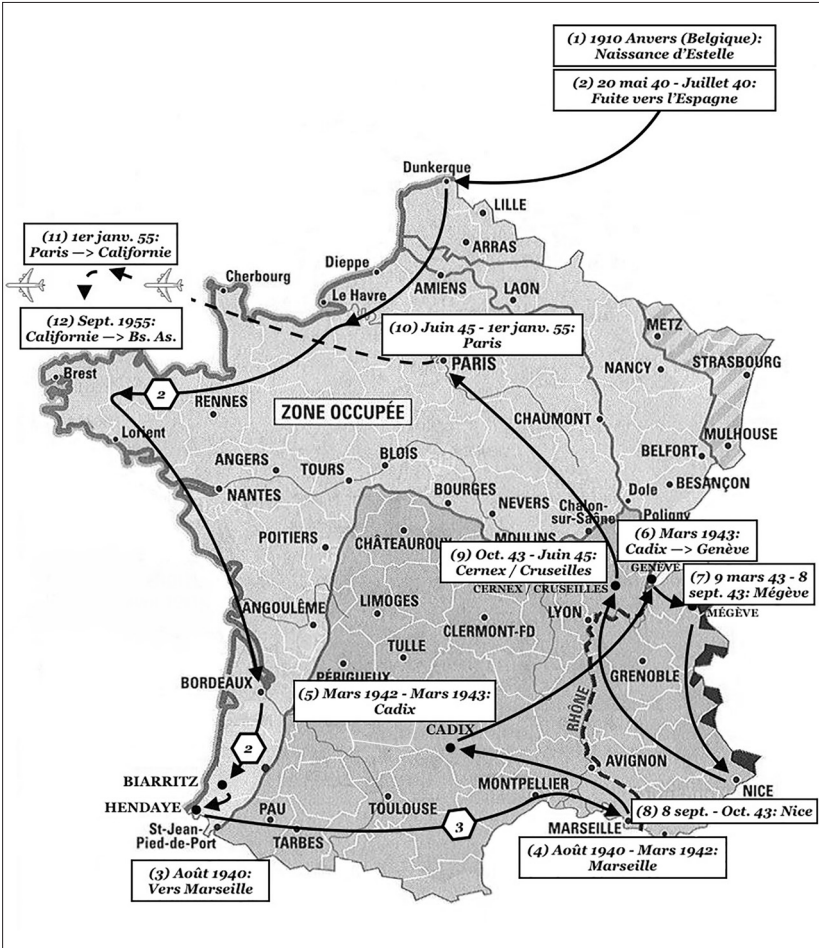 (1) 1910 Anvers (Belgique):
Naissance d'Estelle
(2) 20 mai 40 - Juillet 40:
Fuite vers l'Espagne
Dunkerque
LILLE
ARRAS
(11) 1er janv. 55:
Paris —> Californie
Dieppe
Cherbourg
AMIENS
LAON
Le Havre
(12) Sept. 1955:
Californie —> Bs. As.
(10) Juin 45 - 1er janv. 55:
Paris
METZ
PARIS
NANCY
STRASBOURG
Brest
2
RENNES
ZONE OCCUPÉE
CHAUMONT
Lorient
MULHOUSE
BELFORT
ANGERS
TOURS
BLOIS
BESANÇON
NANTES
BOURGES
NEVERS
Dole
Chalon-
sur-Saône
Poligny
POITIERS
CHÂTEAUROUX
MOULINS
(6) Mars 1943:
Cadix —> Genève
(9) Oct. 43 - Juin 45:
Cernex / Cruseilles
GENÈVE
(7) 9 mars 43 - 8
sept. 43: Mégève
CERNEX / CRUSEILLES
MÉGÈVE
ANGOULÊME
LIMOGES
CLERMONT-FD
LYON
TULLE
PÉRIGUEUX
GRENOBLE
BORDEAUX
(5) Mars 1942 - Mars 1943:
Cadix
RHÔNE
CADIX
2
AVIGNON
BIARRITZ
MONTPELLIER
NICE
HENDAYE
PAU
TOULOUSE
3
MARSEILLE
(8) 8 sept. - Oct. 43: Nice
St-Jean-
Pied-de-Port
TARBES
(4) Août 1940 - Mars 1942:
Marseille
(3) Août 1940:
Vers Marseille